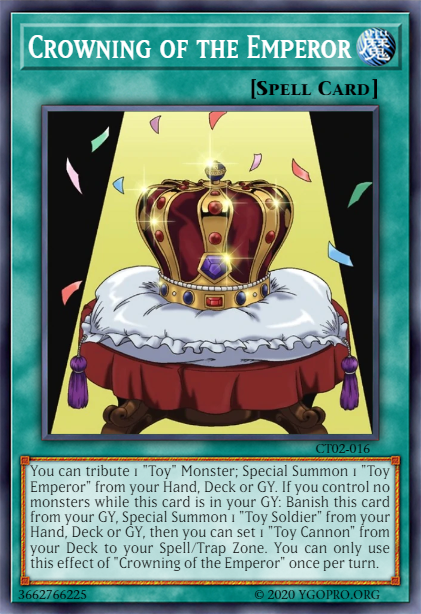 Crowning of the Emperor 魔
[Spell Card]
CT02-016
You can tribute 1 "Toy" Monster; Special Summon 1 "Toy
Emperor" from your Hand, Deck or GY. If you control no
monsters while this card is in your GY: Banish this card
from your GY, Special Summon 1 "Toy Soldier" from your
Hand, Deck or GY, then you can set 1 "Toy Cannon" from
your Deck to your Spell/Trap Zone. You can only use
this effect of "Crowning of the Emperor" once per turn.
3662766225 © 2020 YGOPRO.ORG